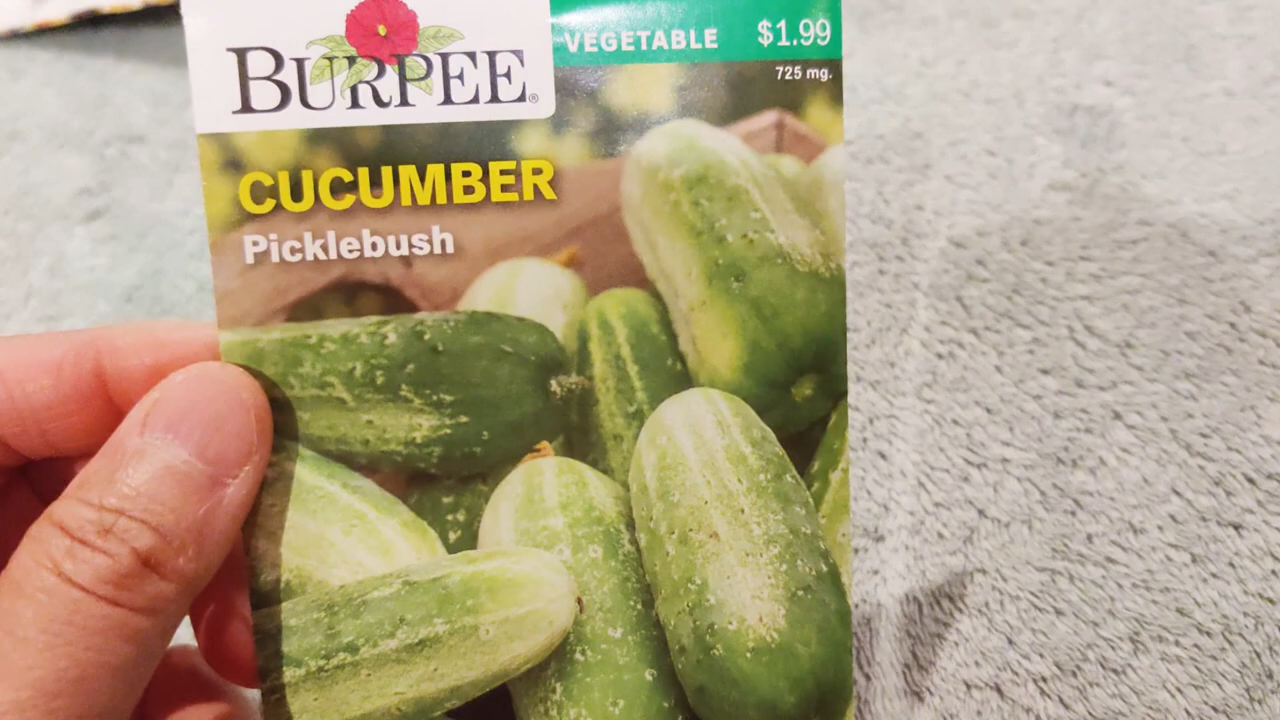 BURPEE®
VEGETABLE $1.99
725 mg.
CUCUMBER
Picklebush